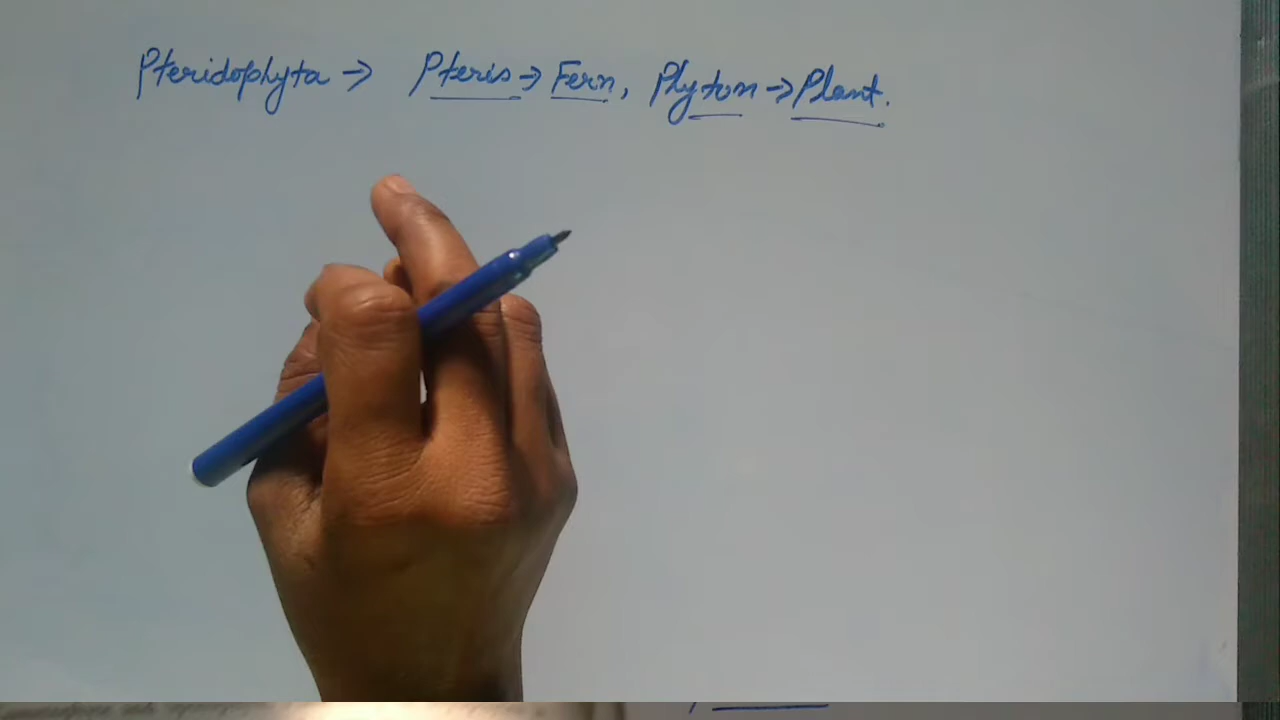 Pteridophyta → Pteris → Fern, Phyton → Plant.